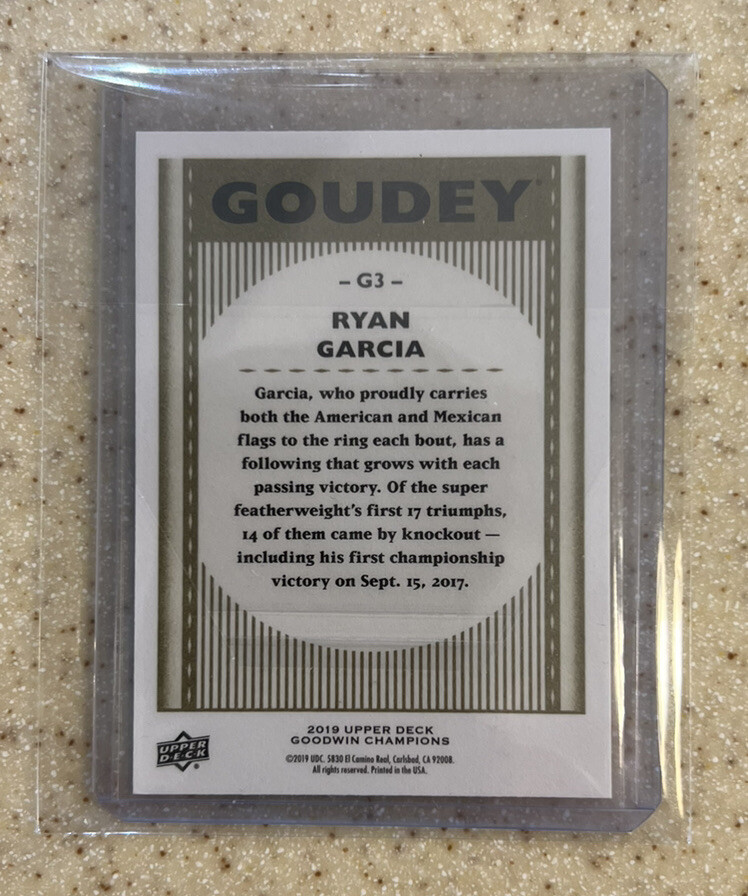 GOUDEY
– G3 –
RYAN
GARCIA
Garcia, who proudly carries
both the American and Mexican
flags to the ring each bout, has a
following that grows with each
passing victory. Of the super
featherweight's first 17 triumphs,
14 of them came by knockout —
including his first championship
victory on Sept. 15, 2017.
2019 UPPER DECK
GOODWIN CHAMPIONS
UPPER
D·E·C·K®
©2019 UDC. 5830 El Camino Real, Carlsbad, CA 92008.
All rights reserved. Printed in the USA.